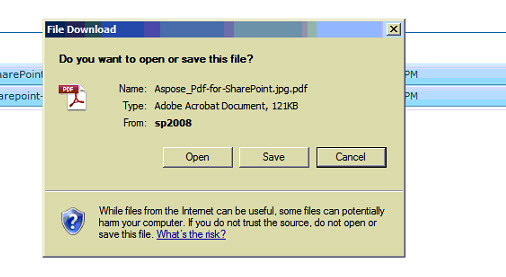 File Download
Do you want to open or save this file?
arePoint
PM
PDF
Name: Aspose_Pdf-for-SharePoint.jpg.pdf
arepoint-
PM
Type: Adobe Acrobat Document, 121KB
From: sp2008
Open Save Cancel
While files from the Internet can be useful, some files can potentially
harm your computer. If you do not trust the source, do not open or
save this file. What's the risk?